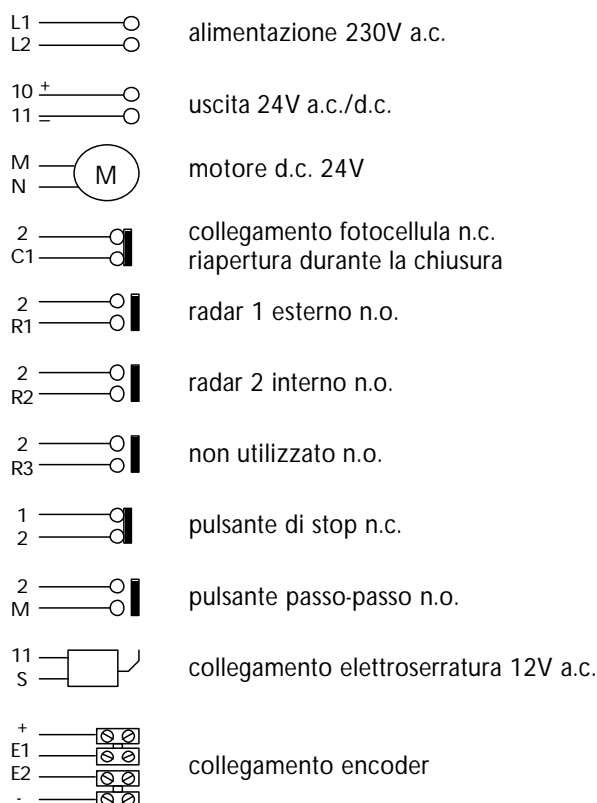 L1
L2
alimentazione 230V a.c.
10 +
11 –
uscita 24V a.c./d.c.
M
N
M
motore d.c. 24V
2
C1
collegamento fotocellula n.c.
riapertura durante la chiusura
2
R1
radar 1 esterno n.o.
2
R2
radar 2 interno n.o.
2
R3
non utilizzato n.o.
1
2
pulsante di stop n.c.
2
M
pulsante passo-passo n.o.
11
S
collegamento elettroserratura 12V a.c.
+
E1
E2
-
collegamento encoder